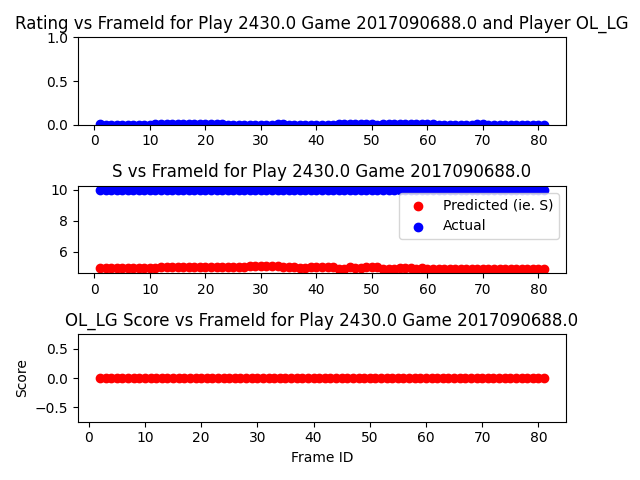 Rating vs FrameId for Play 2430.0 Game 2017090688.0 and Player OL_LG
1.0
0.5
0.0
0 10 20 30 40 50 60 70 80
S vs FrameId for Play 2430.0 Game 2017090688.0
10
8
6
Predicted (ie. S)
Actual
0 10 20 30 40 50 60 70 80
OL_LG Score vs FrameId for Play 2430.0 Game 2017090688.0
Score
0.5
0.0
−0.5
0 10 20 30 40 50 60 70 80
Frame ID